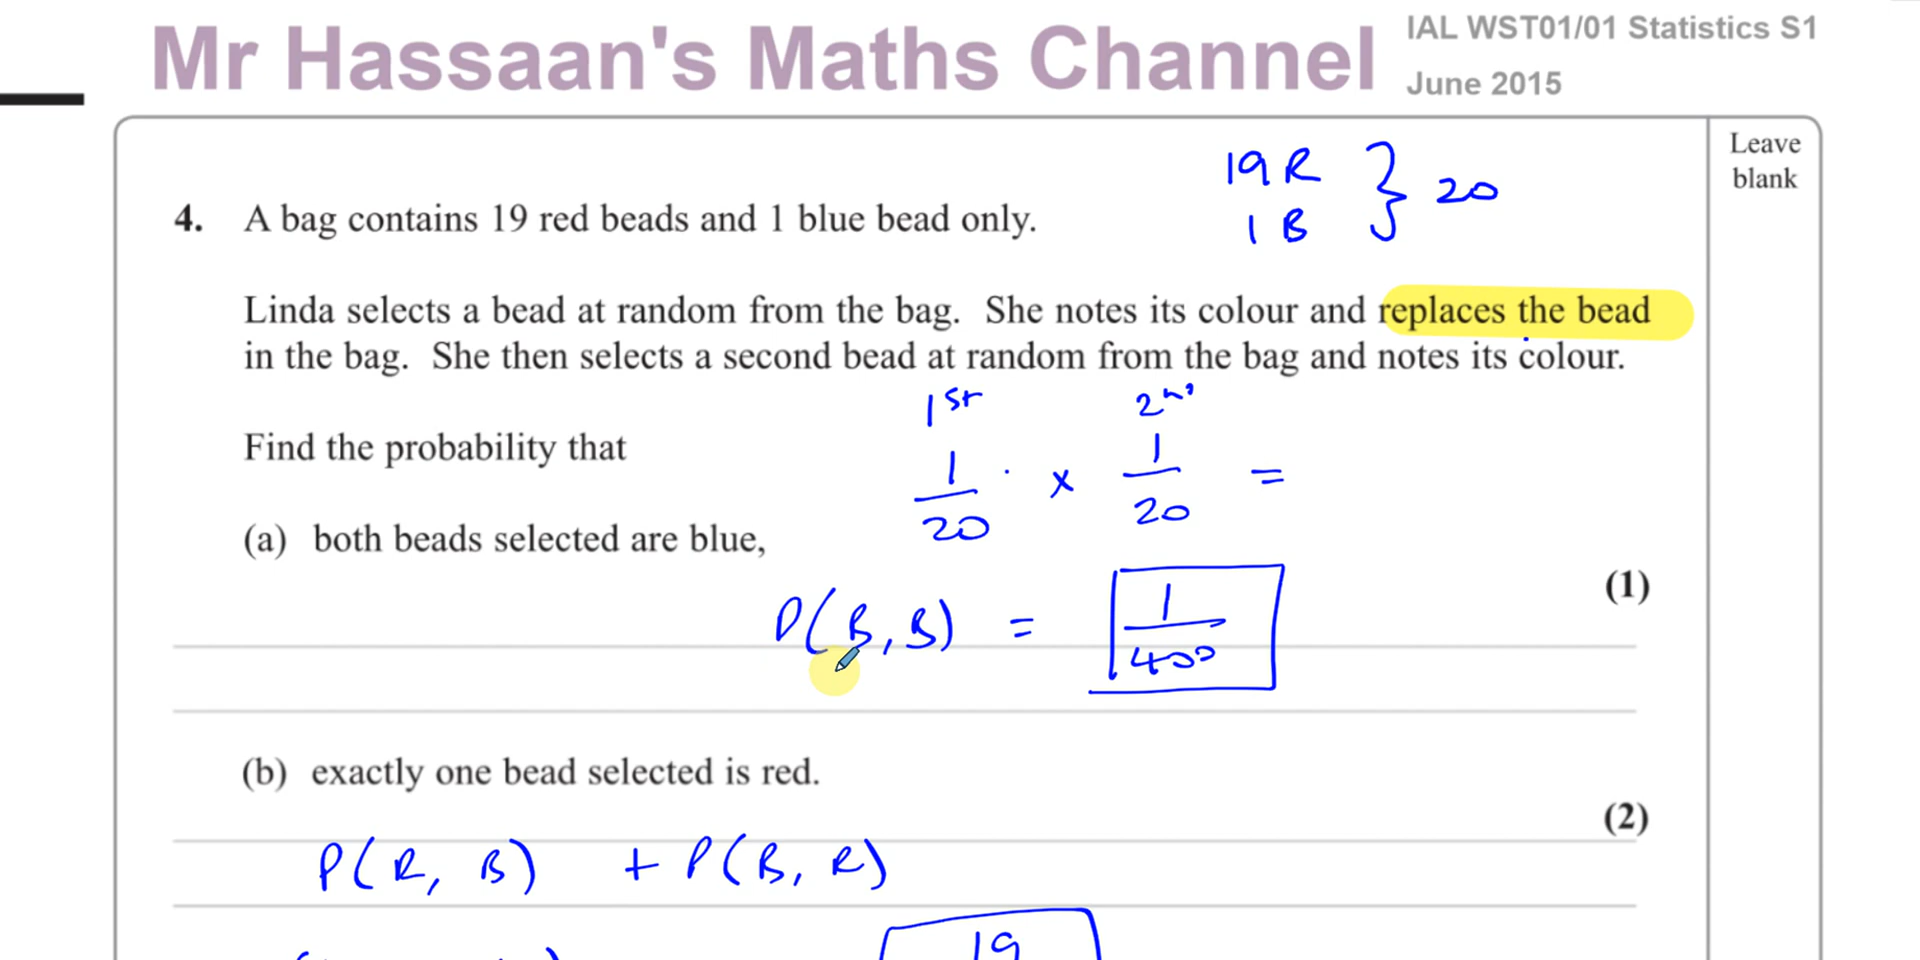 Mr Hassaan's Maths Channel
IAL WST01/01 Statistics S1
June 2015
Leave
blank
19 R
1 B } 20
4. A bag contains 19 red beads and 1 blue bead only.
Linda selects a bead at random from the bag. She notes its colour and replaces the bead
in the bag. She then selects a second bead at random from the bag and notes its colour.
1st 2nd
Find the probability that
1/20 × 1/20 =
(a) both beads selected are blue,
(1)
P(B, B) = 1/400
(b) exactly one bead selected is red.
(2)
P(R, B) + P(B, R)
19